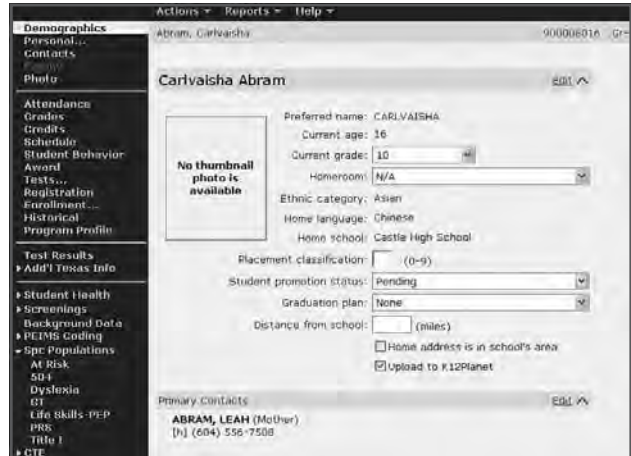 Actions Reports Help
Demographics
Personal...
Contacts
Photo
Attendance
Grades
Credits
Schedule
Student Behavior
Award
Tests...
Registration
Enrollment...
Historical
Program Profile
Test Results
Add'l Texas Info
Student Health
Screenings
Background Data
PEIMS Coding
Spc Populations
At Risk
504
Dyslexia
GT
Life Skills-PEP
PRS
Title I
CTE
Abram, Carlvaisha 900006016
Carlvaisha Abram Edit
No thumbnail
photo is
available
Preferred name: CARLVAISHA
Current age: 16
Current grade: 10
Homeroom: N/A
Ethnic category: Asian
Home language: Chinese
Home school: Castle High School
Placement classification: (0-9)
Student promotion status: Pending
Graduation plan: None
Distance from school: (miles)
Home address is in school's area
Upload to K12Planet
Primary Contacts Edit
ABRAM, LEAH (Mother)
[h] (604) 556-7508